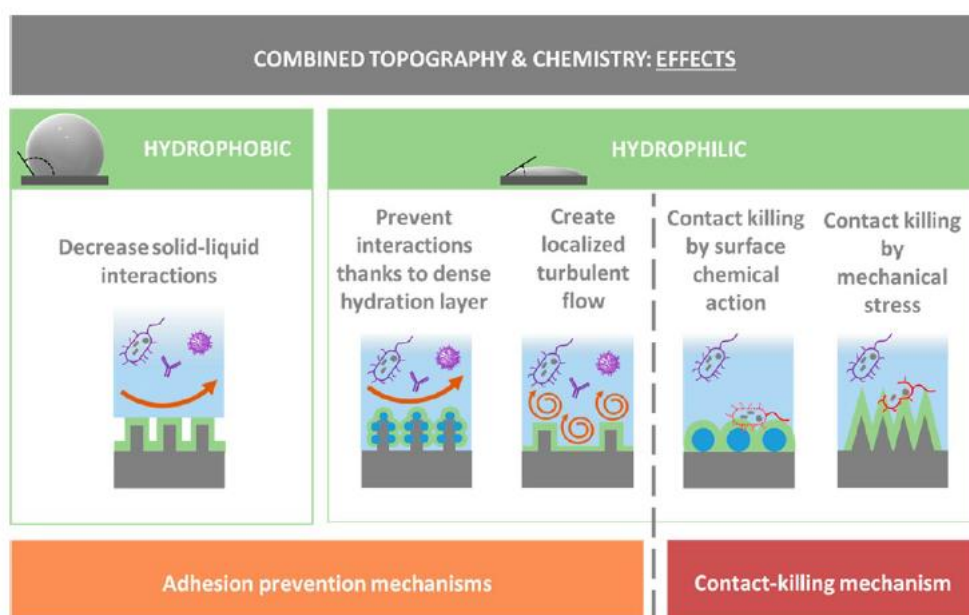 COMBINED TOPOGRAPHY & CHEMISTRY: EFFECTS
HYDROPHOBIC
HYDROPHILIC
Decrease solid-liquid
interactions
Prevent
interactions
thanks to dense
hydration layer
Create
localized
turbulent
flow
Contact killing
by surface
chemical
action
Contact killing
by
mechanical
stress
Adhesion prevention mechanisms
Contact-killing mechanism